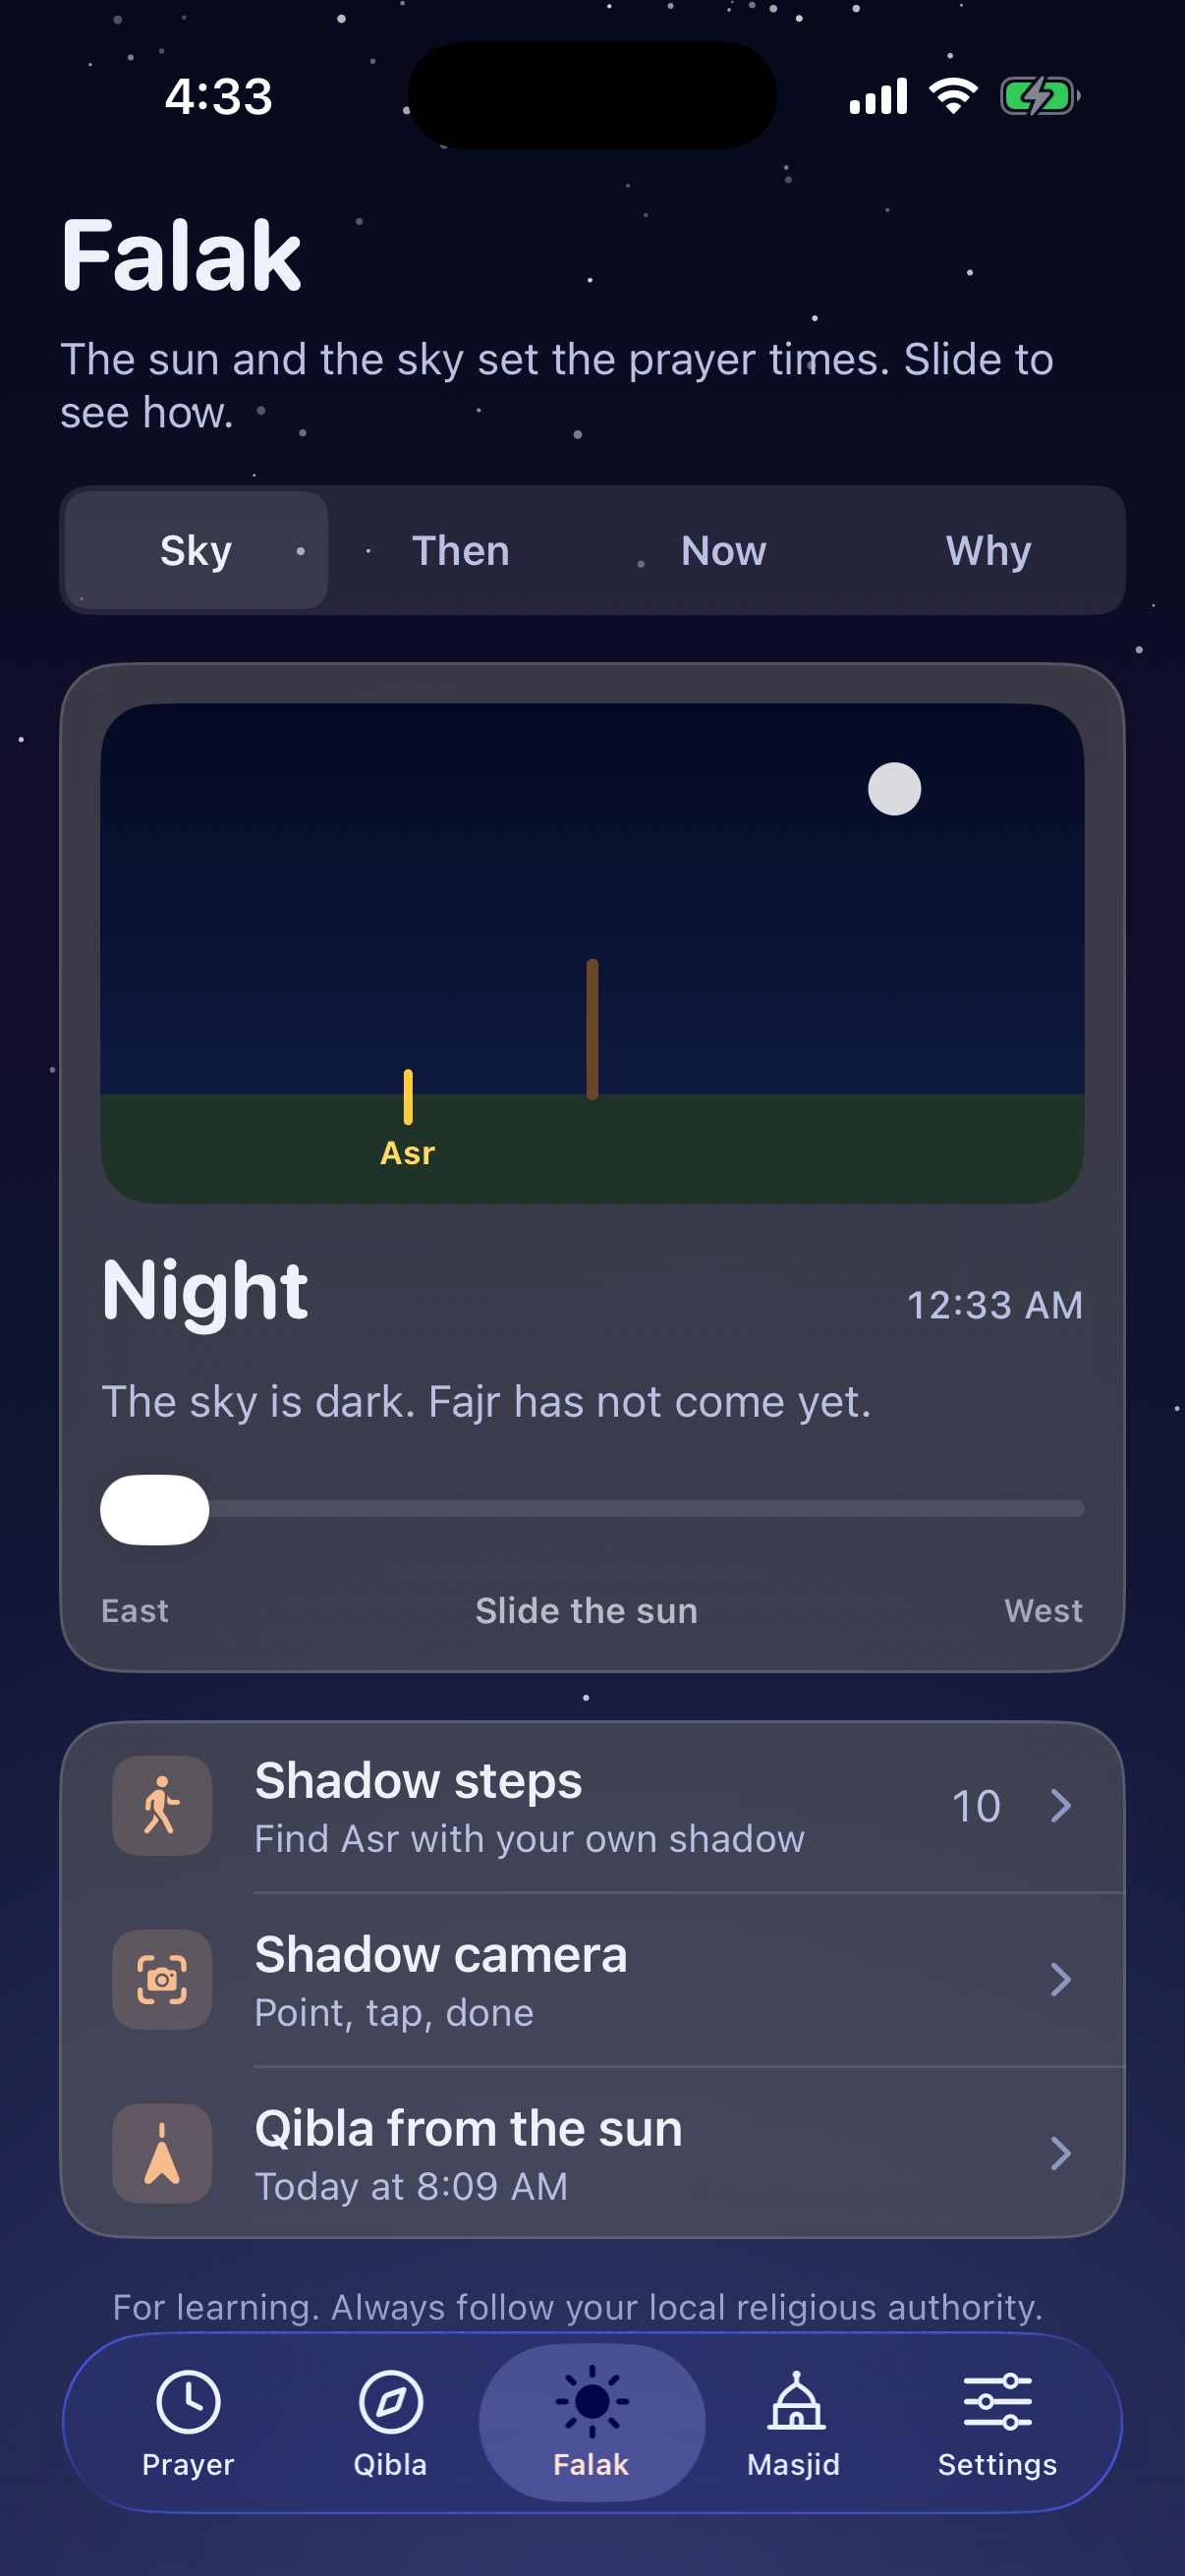 4:33
Falak
The sun and the sky set the prayer times. Slide to
see how.
Sky
Then
Now
Why
Asr
Night
12:33 AM
The sky is dark. Fajr has not come yet.
East
Slide the sun
West
Shadow steps
Find Asr with your own shadow
10
Shadow camera
Point, tap, done
Qibla from the sun
Today at 8:09 AM
For learning. Always follow your local religious authority.
Prayer
Qibla
Falak
Masjid
Settings